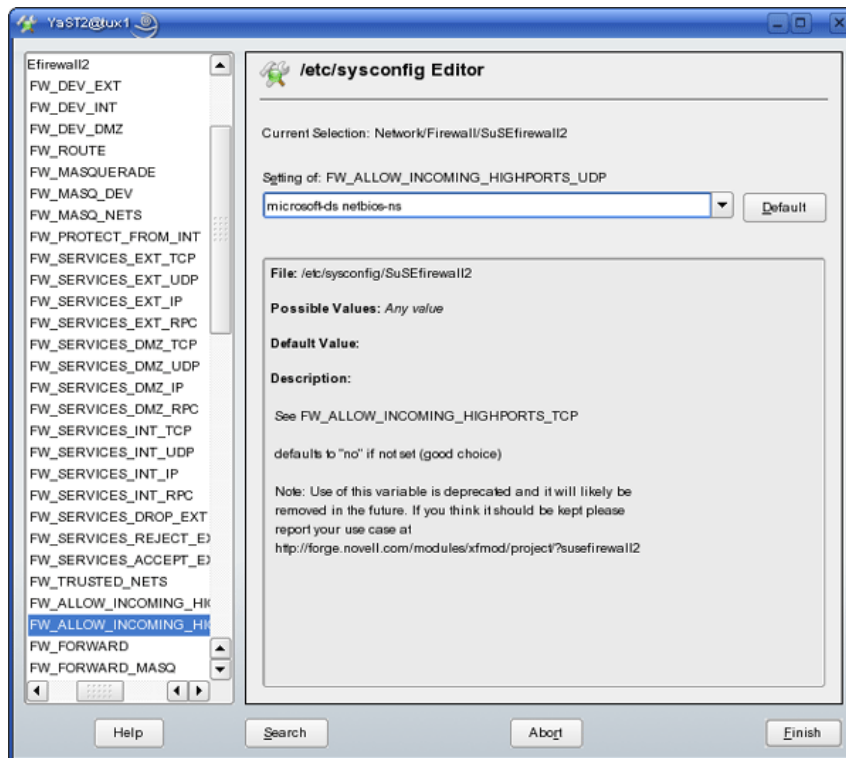 YaST2@tux1
Efirewall2
FW_DEV_EXT
FW_DEV_INT
FW_DEV_DMZ
FW_ROUTE
FW_MASQUERADE
FW_MASQ_DEV
FW_MASQ_NETS
FW_PROTECT_FROM_INT
FW_SERVICES_EXT_TCP
FW_SERVICES_EXT_UDP
FW_SERVICES_EXT_IP
FW_SERVICES_EXT_RPC
FW_SERVICES_DMZ_TCP
FW_SERVICES_DMZ_UDP
FW_SERVICES_DMZ_IP
FW_SERVICES_DMZ_RPC
FW_SERVICES_INT_TCP
FW_SERVICES_INT_UDP
FW_SERVICES_INT_IP
FW_SERVICES_INT_RPC
FW_SERVICES_DROP_EXT
FW_SERVICES_REJECT_EX
FW_SERVICES_ACCEPT_EX
FW_TRUSTED_NETS
FW_ALLOW_INCOMING_HIG
FW_ALLOW_INCOMING_HIG
FW_FORWARD
FW_FORWARD_MASQ
/etc/sysconfig Editor
Current Selection: Network/Firewall/SuSEfirewall2
Setting of: FW_ALLOW_INCOMING_HIGHPORTS_UDP
microsoft-ds netbios-ns
Default
File: /etc/sysconfig/SuSEfirewall2
Possible Values: Any value
Default Value:
Description:
See FW_ALLOW_INCOMING_HIGHPORTS_TCP
defaults to "no" if not set (good choice)
Note: Use of this variable is deprecated and it will likely be
removed in the future. If you think it should be kept please
report your use case at
http://forge.novell.com/modules/xfmod/project/?susefirewall2
Help
Search
Abort
Finish